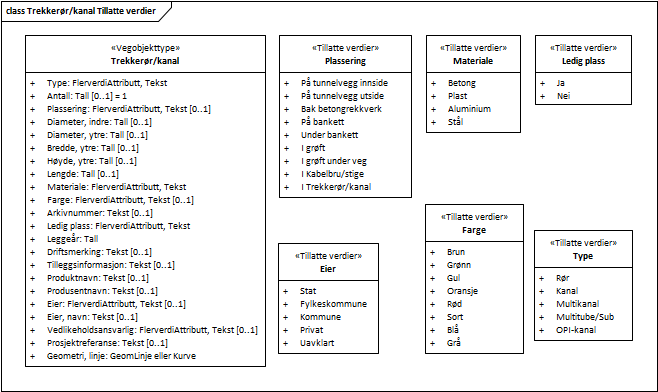 class Trekkerør/kanal Tillatte verdier
«Vegobjekttype»
Trekkerør/kanal
+ Type: FlerverdiAttributt, Tekst
+ Antall: Tall [0..1] = 1
+ Plassering: FlerverdiAttributt, Tekst [0..1]
+ Diameter, indre: Tall [0..1]
+ Diameter, ytre: Tall [0..1]
+ Bredde, ytre: Tall [0..1]
+ Høyde, ytre: Tall [0..1]
+ Lengde: Tall [0..1]
+ Materiale: FlerverdiAttributt, Tekst
+ Farge: FlerverdiAttributt, Tekst [0..1]
+ Arkivnummer: Tekst [0..1]
+ Ledig plass: FlerverdiAttributt, Tekst
+ Leggeår: Tall
+ Driftsmerking: Tekst [0..1]
+ Tilleggsinformasjon: Tekst [0..1]
+ Produktnavn: Tekst [0..1]
+ Produsentnavn: Tekst [0..1]
+ Eier: FlerverdiAttributt, Tekst [0..1]
+ Eier, navn: Tekst [0..1]
+ Vedlikeholdsansvarlig: FlerverdiAttributt, Tekst [0..1]
+ Prosjektreferanse: Tekst [0..1]
+ Geometri, linje: GeomLinje eller Kurve
«Tillatte verdier»
Plassering
+ På tunnelvegg innside
+ På tunnelvegg utside
+ Bak betongrekkverk
+ På bankett
+ Under bankett
+ I grøft
+ I grøft under veg
+ I Kabelbru/stige
+ I Trekkerør/kanal
«Tillatte verdier»
Materiale
+ Betong
+ Plast
+ Aluminium
+ Stål
«Tillatte verdier»
Ledig plass
+ Ja
+ Nei
«Tillatte verdier»
Eier
+ Stat
+ Fylkeskommune
+ Kommune
+ Privat
+ Uavklart
«Tillatte verdier»
Farge
+ Brun
+ Grønn
+ Gul
+ Oransje
+ Rød
+ Sort
+ Blå
+ Grå
«Tillatte verdier»
Type
+ Rør
+ Kanal
+ Multikanal
+ Multitube/Sub
+ OPI-kanal